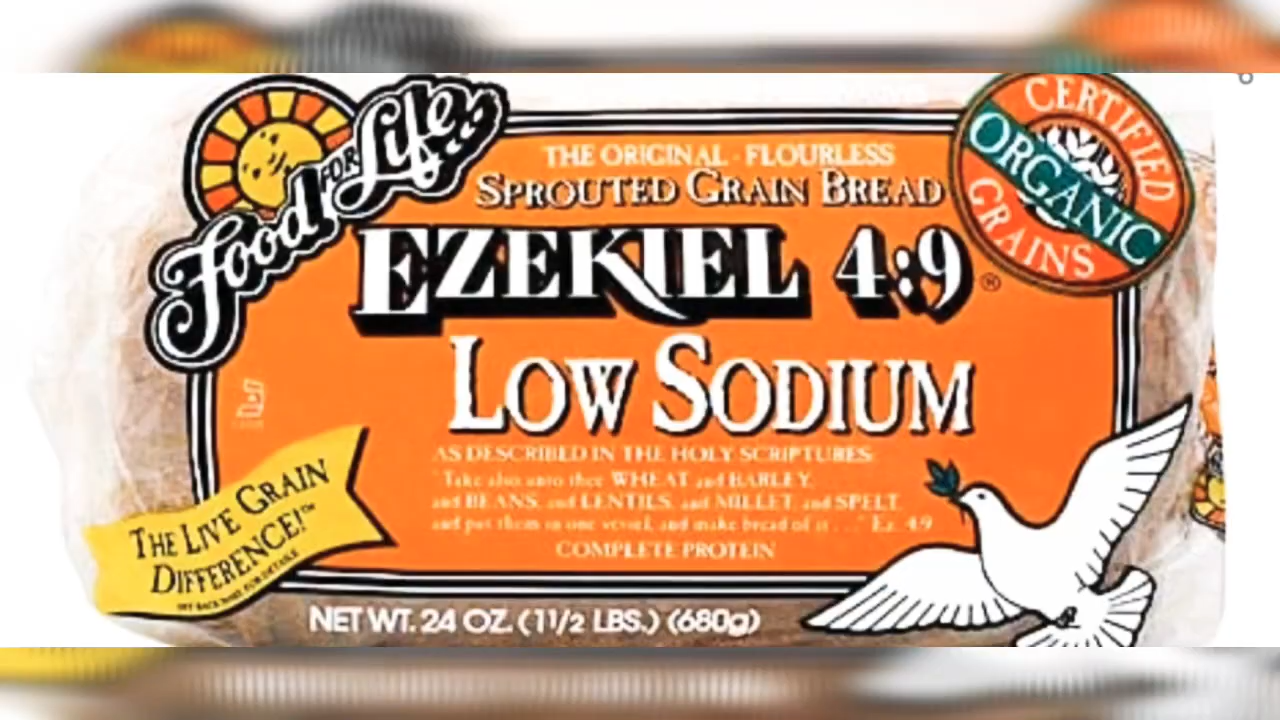 Food FOR Life
CERTIFIED
ORGANIC
GRAINS
THE ORIGINAL · FLOURLESS
SPROUTED GRAIN BREAD
EZEKIEL 4:9 ®
LOW SODIUM
AS DESCRIBED IN THE HOLY SCRIPTURES:
"Take also unto thee WHEAT and BARLEY,
and BEANS, and LENTILS, and MILLET, and SPELT,
and put them in one vessel, and make bread of it . . ." Ez. 4:9
COMPLETE PROTEIN
THE LIVE GRAIN
DIFFERENCE!™
NET WT. 24 OZ. (1 1/2 LBS.) (680g)